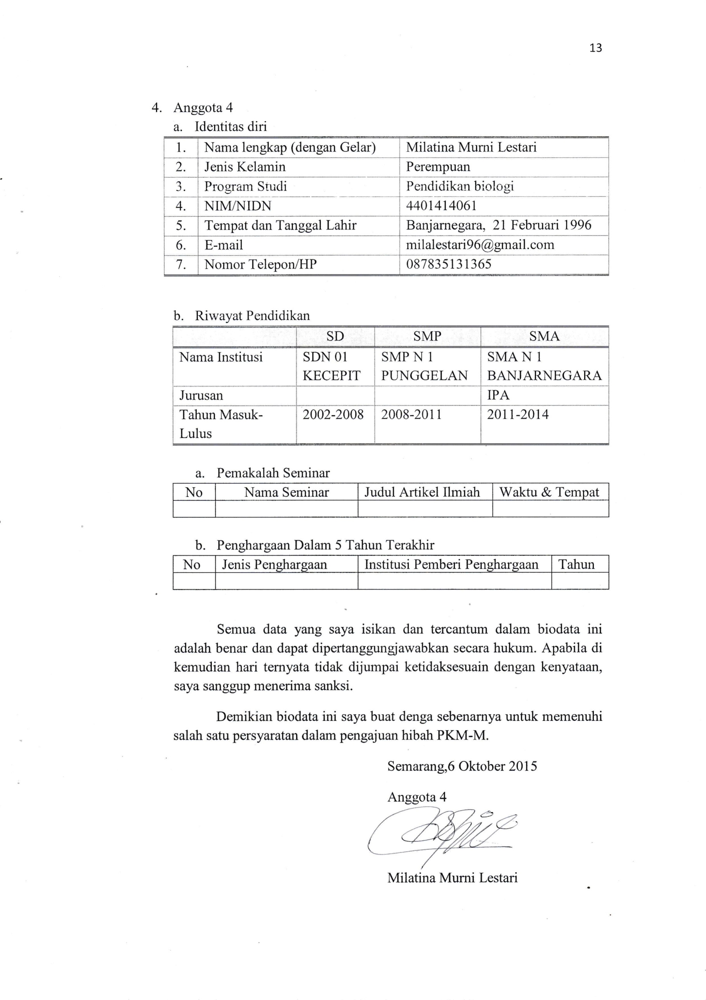 13
4. Anggota 4
a. Identitas diri
1. Nama lengkap (dengan Gelar) Milatina Murni Lestari
2. Jenis Kelamin Perempuan
3. Program Studi Pendidikan biologi
4. NIM/NIDN 4401414061
5. Tempat dan Tanggal Lahir Banjarnegara, 21 Februari 1996
6. E-mail milalestari96@gmail.com
7. Nomor Telepon/HP 087835131365
b. Riwayat Pendidikan
SD SMP SMA
Nama Institusi SDN 01 SMP N 1 SMA N 1
KECEPIT PUNGGELAN BANJARNEGARA
Jurusan IPA
Tahun Masuk- 2002-2008 2008-2011 2011-2014
Lulus
a. Pemakalah Seminar
No Nama Seminar Judul Artikel Ilmiah Waktu & Tempat
b. Penghargaan Dalam 5 Tahun Terakhir
No Jenis Penghargaan Institusi Pemberi Penghargaan Tahun
Semua data yang saya isikan dan tercantum dalam biodata ini
adalah benar dan dapat dipertanggungjawabkan secara hukum. Apabila di
kemudian hari ternyata tidak dijumpai ketidaksesuain dengan kenyataan,
saya sanggup menerima sanksi.
Demikian biodata ini saya buat denga sebenarnya untuk memenuhi
salah satu persyaratan dalam pengajuan hibah PKM-M.
Semarang,6 Oktober 2015
Anggota 4
Milatina Murni Lestari